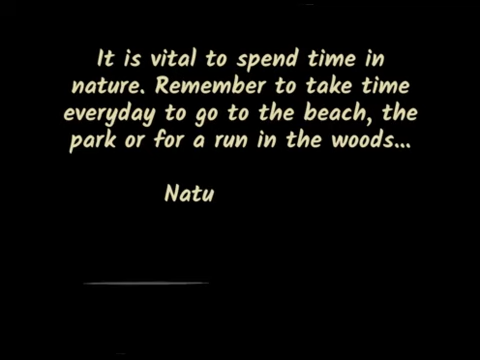 It is vital to spend time in
nature. Remember to take time
everyday to go to the beach, the
park or for a run in the woods...
Natu